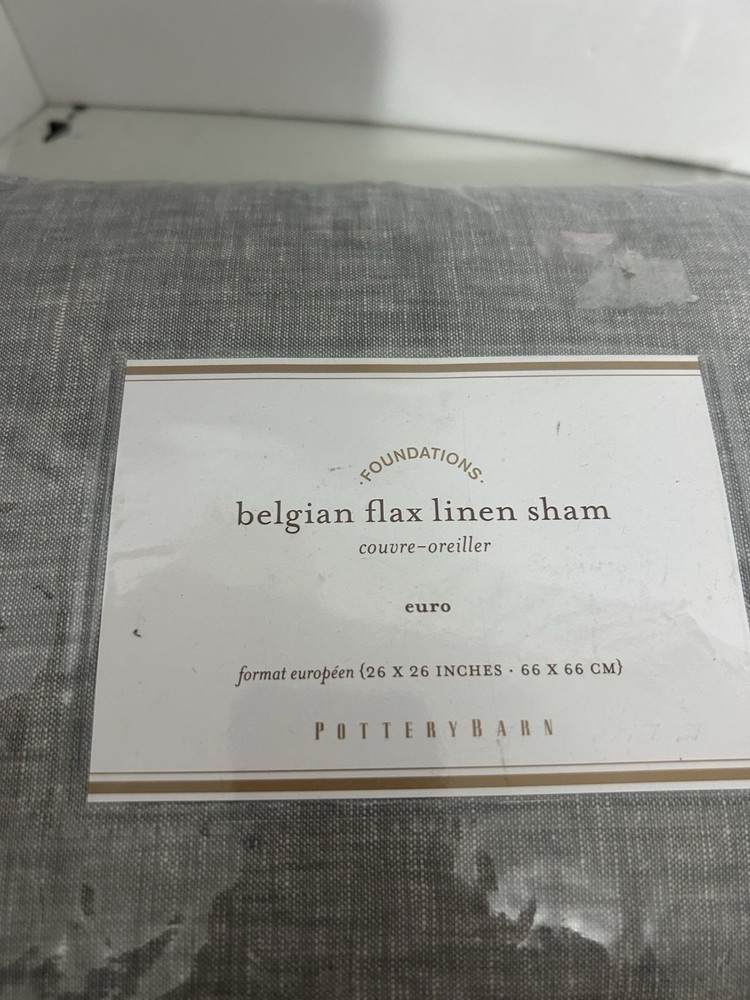 ·FOUNDATIONS·
belgian flax linen sham
couvre-oreiller
euro
format européen {26 X 26 INCHES · 66 X 66 CM}
POTTERYBARN